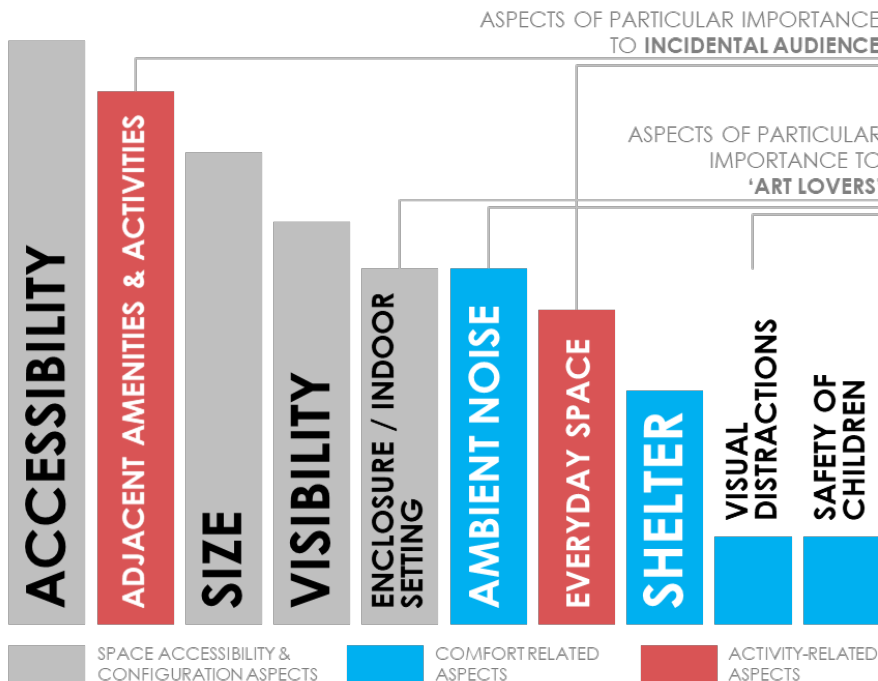 ASPECTS OF PARTICULAR IMPORTANCE
TO INCIDENTAL AUDIENCE
ASPECTS OF PARTICULAR
IMPORTANCE TO
‘ART LOVERS’
ACCESSIBILITY
ADJACENT AMENITIES & ACTIVITIES
SIZE
VISIBILITY
ENCLOSURE / INDOOR
SETTING
AMBIENT NOISE
EVERYDAY SPACE
SHELTER
VISUAL
DISTRACTIONS
SAFETY OF
CHILDREN
SPACE ACCESSIBILITY &
CONFIGURATION ASPECTS
COMFORT RELATED
ASPECTS
ACTIVITY-RELATED
ASPECTS